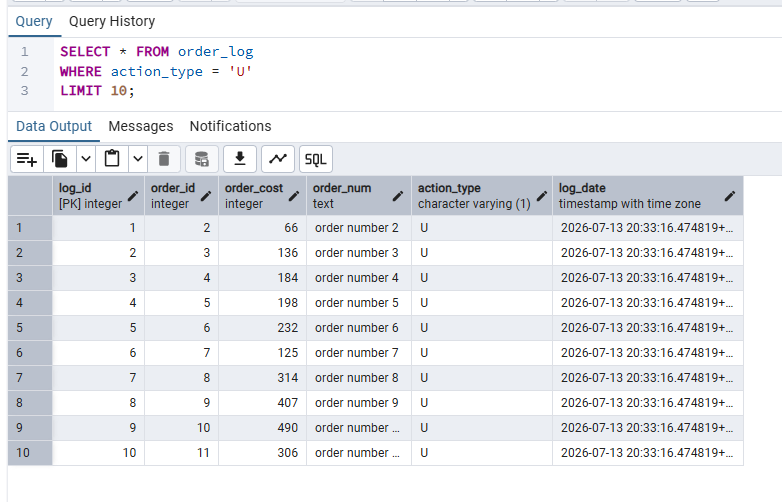 Query Query History
1 SELECT * FROM order_log
2 WHERE action_type = 'U'
3 LIMIT 10;
Data Output Messages Notifications
SQL
log_id order_id order_cost order_num action_type log_date
[PK] integer integer integer text character varying (1) timestamp with time zone
1 1 2 66 order number 2 U 2026-07-13 20:33:16.474819+...
2 2 3 136 order number 3 U 2026-07-13 20:33:16.474819+...
3 3 4 184 order number 4 U 2026-07-13 20:33:16.474819+...
4 4 5 198 order number 5 U 2026-07-13 20:33:16.474819+...
5 5 6 232 order number 6 U 2026-07-13 20:33:16.474819+...
6 6 7 125 order number 7 U 2026-07-13 20:33:16.474819+...
7 7 8 314 order number 8 U 2026-07-13 20:33:16.474819+...
8 8 9 407 order number 9 U 2026-07-13 20:33:16.474819+...
9 9 10 490 order number ... U 2026-07-13 20:33:16.474819+...
10 10 11 306 order number ... U 2026-07-13 20:33:16.474819+...